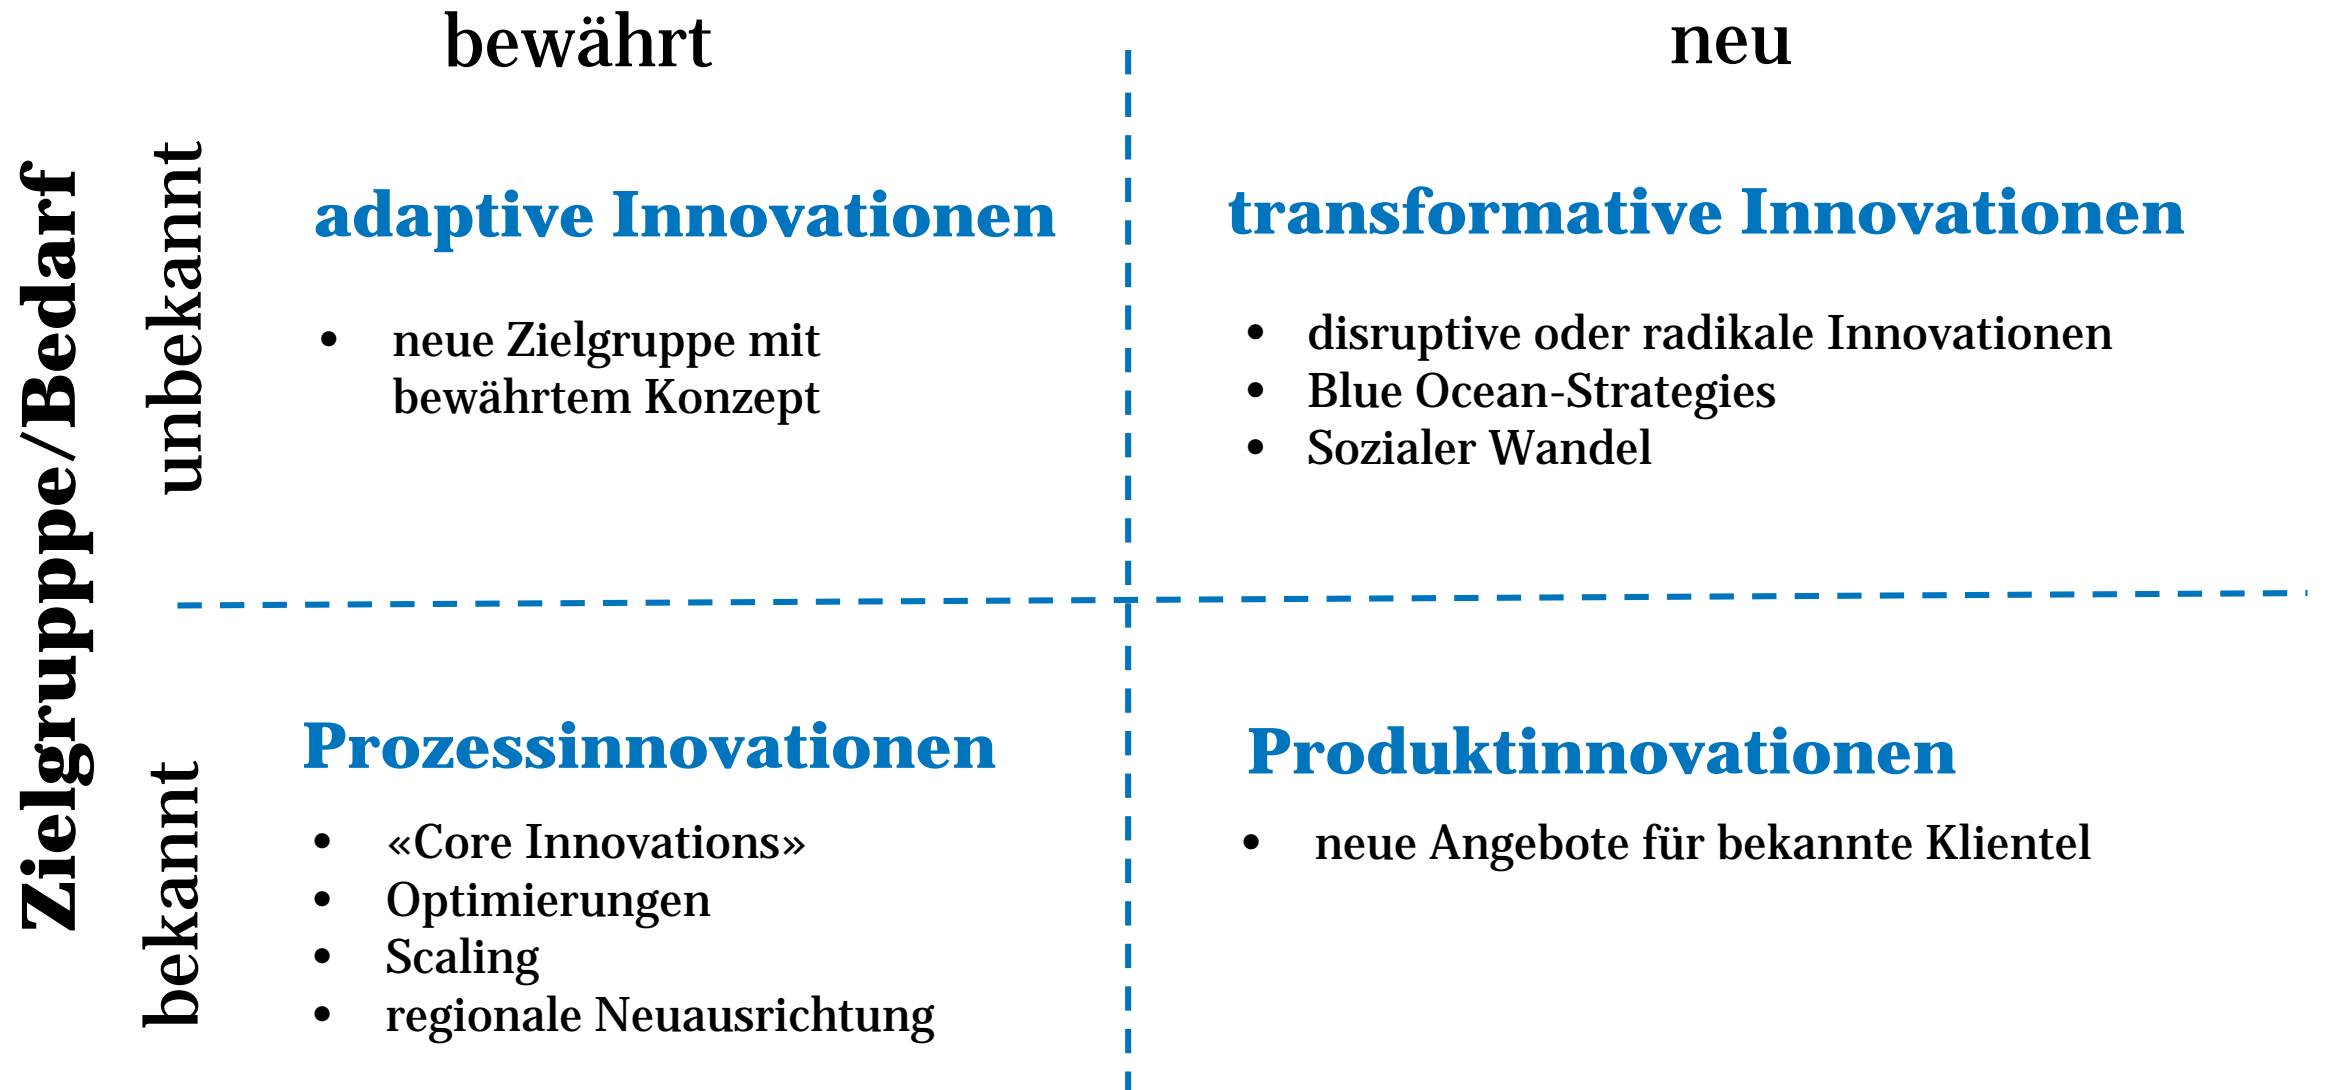 bewährt
neu
Zielgrupppe/Bedarf
unbekannt
adaptive Innovationen
• neue Zielgruppe mit
bewährtem Konzept
transformative Innovationen
• disruptive oder radikale Innovationen
• Blue Ocean-Strategies
• Sozialer Wandel
bekannt
Prozessinnovationen
• «Core Innovations»
• Optimierungen
• Scaling
• regionale Neuausrichtung
Produktinnovationen
• neue Angebote für bekannte Klientel